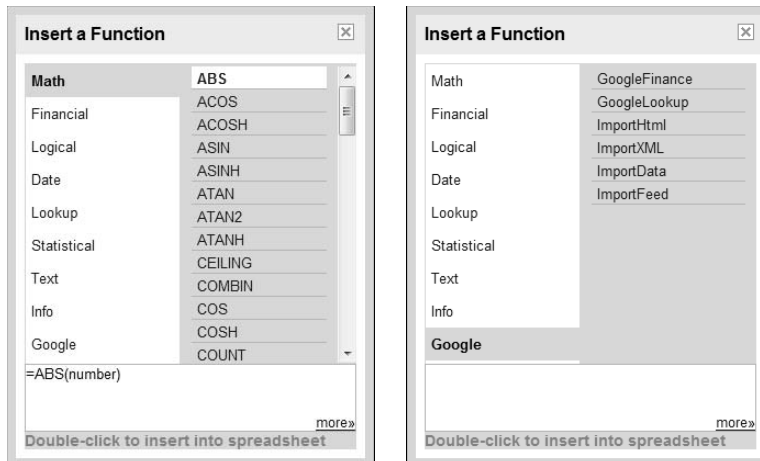 Insert a Function
Math
Financial
Logical
Date
Lookup
Statistical
Text
Info
Google
ABS
ACOS
ACOSH
ASIN
ASINH
ATAN
ATAN2
ATANH
CEILING
COMBIN
COS
COSH
COUNT
=ABS(number)
more»
Double-click to insert into spreadsheet
Insert a Function
Math
Financial
Logical
Date
Lookup
Statistical
Text
Info
Google
GoogleFinance
GoogleLookup
ImportHtml
ImportXML
ImportData
ImportFeed
more»
Double-click to insert into spreadsheet